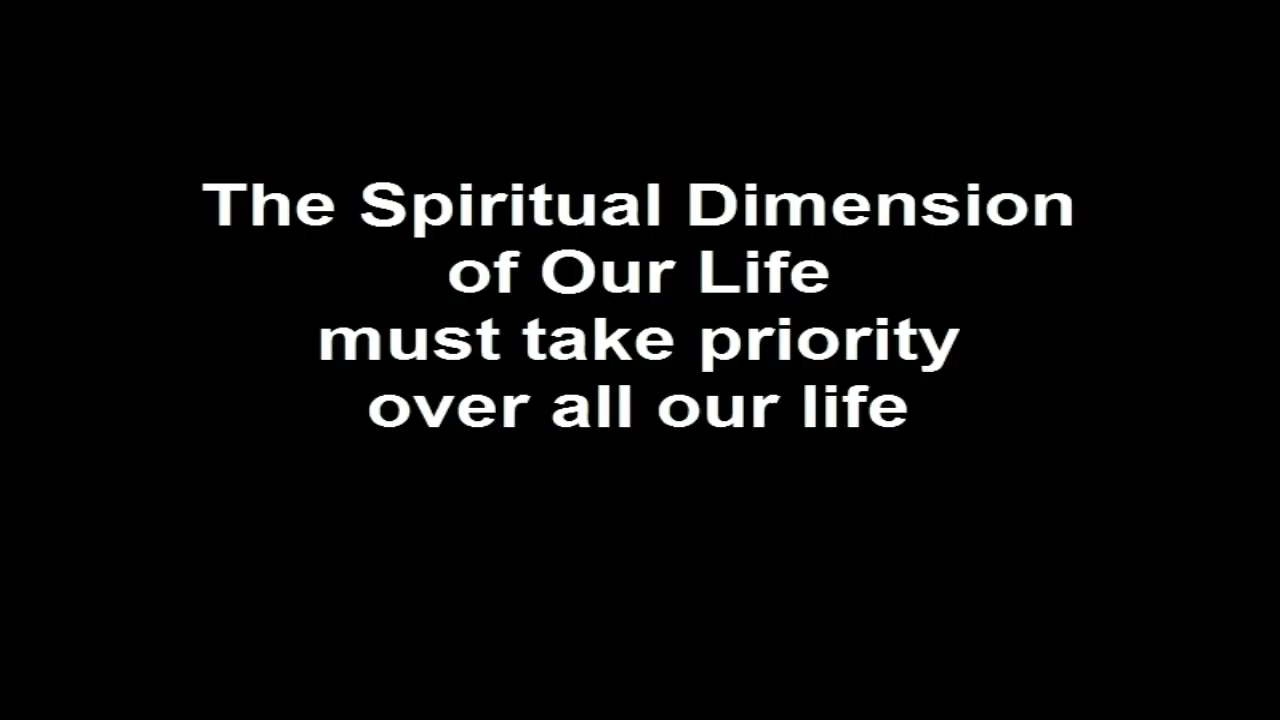 The Spiritual Dimension
of Our Life
must take priority
over all our life